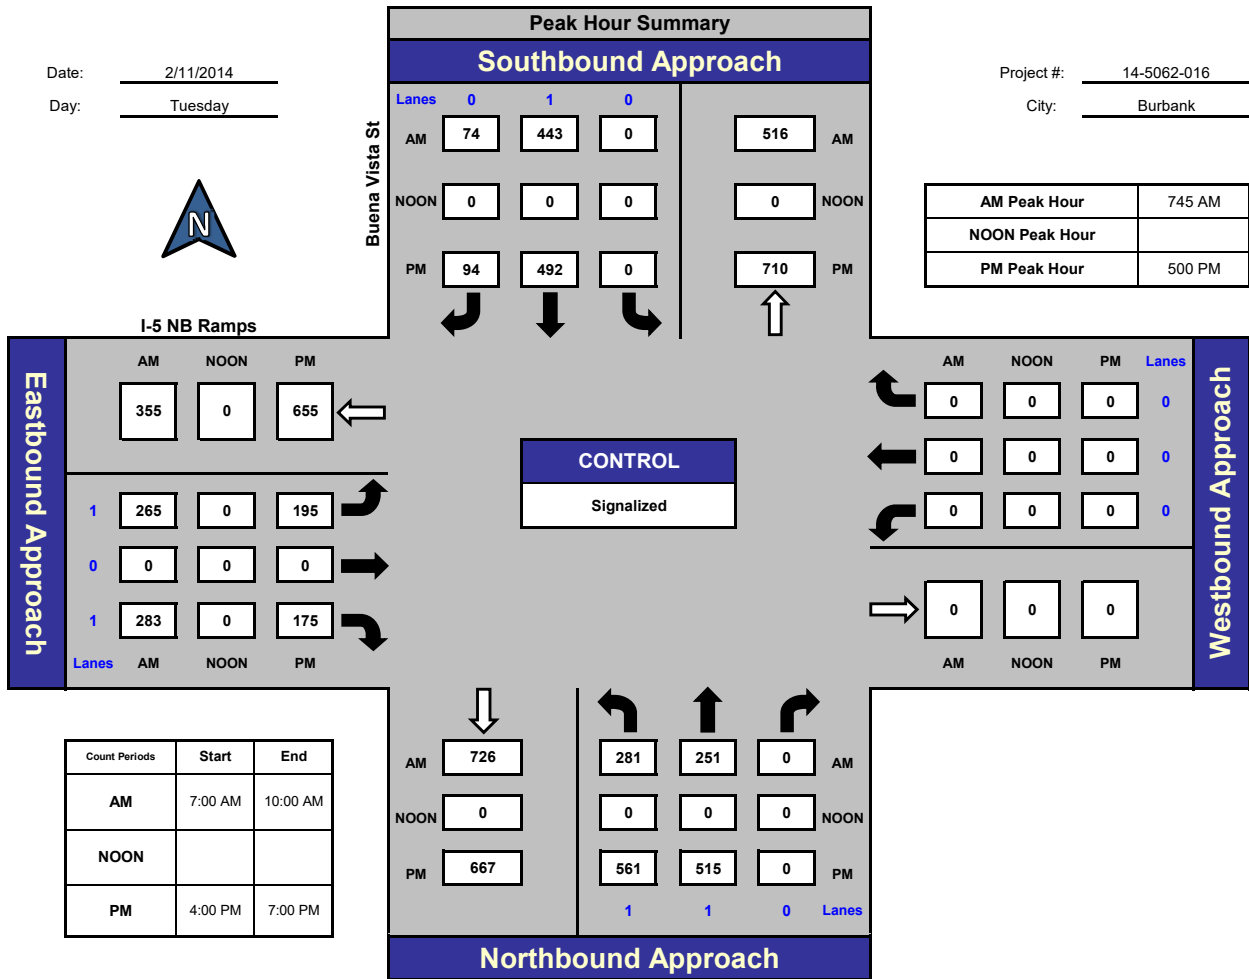 Peak Hour Summary
Southbound Approach
Date: 2/11/2014
Day: Tuesday
Project #: 14-5062-016
City: Burbank
N
Buena Vista St
Lanes 0 1 0
AM 74 443 0 516 AM
NOON 0 0 0 0 NOON
PM 94 492 0 710 PM
AM Peak Hour 745 AM
NOON Peak Hour
PM Peak Hour 500 PM
I-5 NB Ramps
Eastbound Approach
AM NOON PM
355 0 655
1 265 0 195
0 0 0 0
1 283 0 175
Lanes AM NOON PM
CONTROL
Signalized
AM NOON PM Lanes
0 0 0 0
0 0 0 0
0 0 0 0
0 0 0
AM NOON PM
Westbound Approach
Count Periods Start End
AM 7:00 AM 10:00 AM
NOON
PM 4:00 PM 7:00 PM
AM 726 281 251 0 AM
NOON 0 0 0 0 NOON
PM 667 561 515 0 PM
1 1 0 Lanes
Northbound Approach